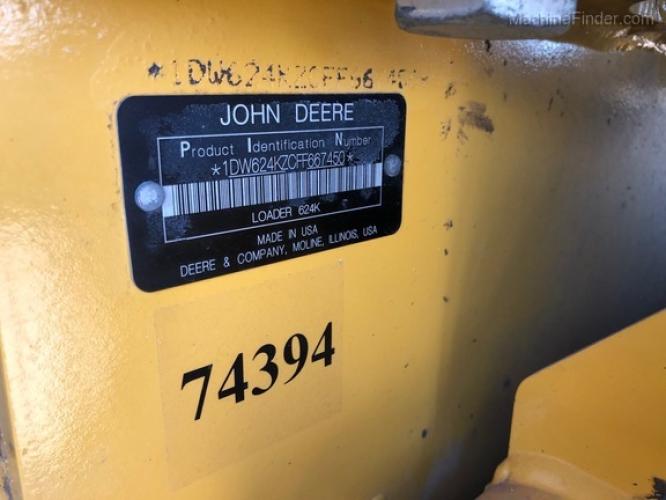 MachineFinder.com
JOHN DEERE
Product Identification Number
*1DW624KZCFF667450*
LOADER 624K
MADE IN USA
DEERE & COMPANY, MOLINE, ILLINOIS, USA
74394